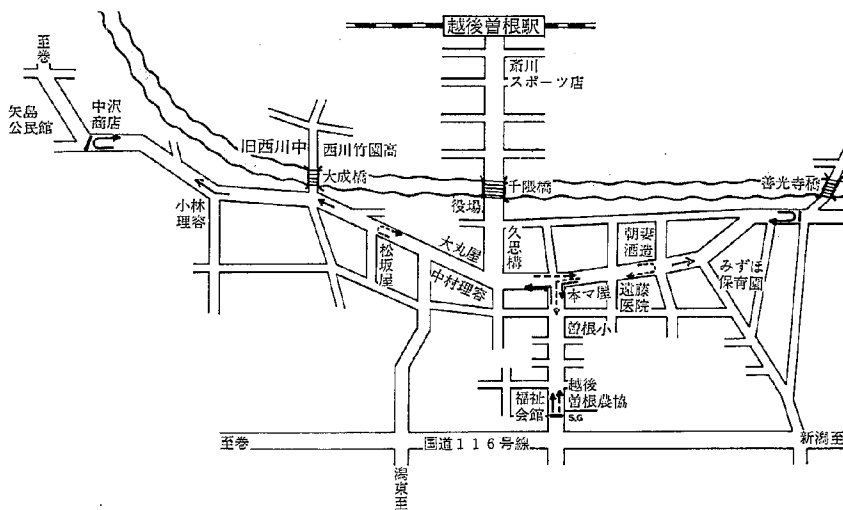 越後曽根駅
斎川
スポーツ店
至巻
矢島
公民館
中沢
商店
旧西川中
西川竹園高
大成橋
千隈橋
善光寺橋
役場
小林
理容
松坂屋
大丸屋
中村理容
久思橋
朝妻
酒造
みずほ
保育園
本マ屋
遠藤
医院
曽根小
福祉
会館
越後
曽根農協
S,G
至巻
国道116号線
新潟至
潟東至